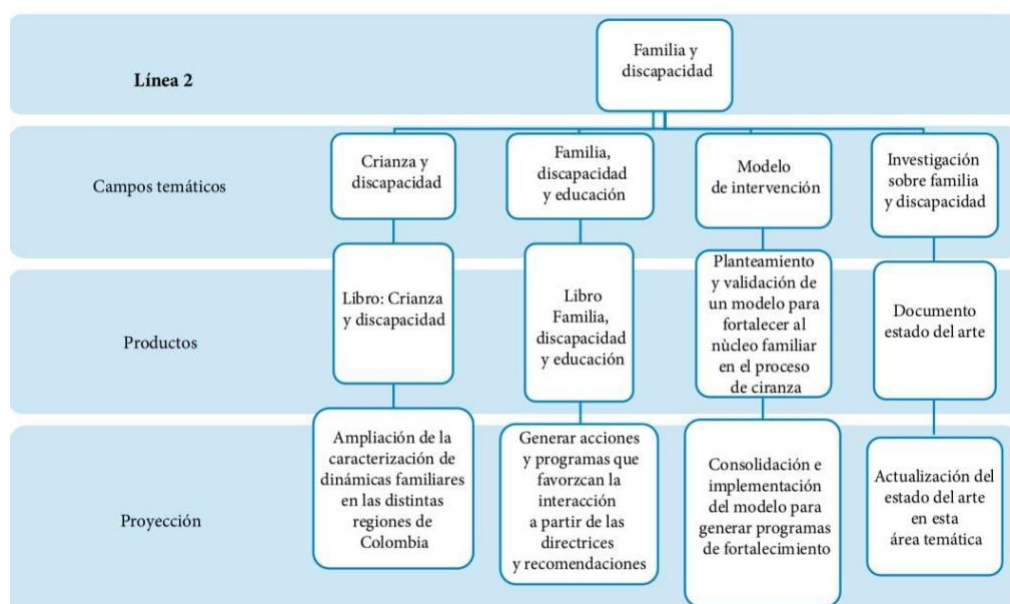 Línea 2
Familia y
discapacidad
Campos temáticos
Crianza y
discapacidad
Familia,
discapacidad
y educación
Modelo
de intervención
Investigación
sobre familia
y discapacidad
Productos
Libro: Crianza
y discapacidad
Libro
Familia,
discapacidad
y educación
Planteamiento
y validación de
un modelo para
fortalecer al
nùcleo familiar
en el proceso
de ciranza
Documento
estado del arte
Proyección
Ampliación de la
caracterización de
dinámicas familiares
en las distintas
regiones de
Colombia
Generar acciones
y programas que
favorzcan la
interacción
a partir de las
directrices
y recomendaciones
Consolidación e
implementación
del modelo para
generar programas
de fortalecimiento
Actualización del
estado del arte
en esta
área temática